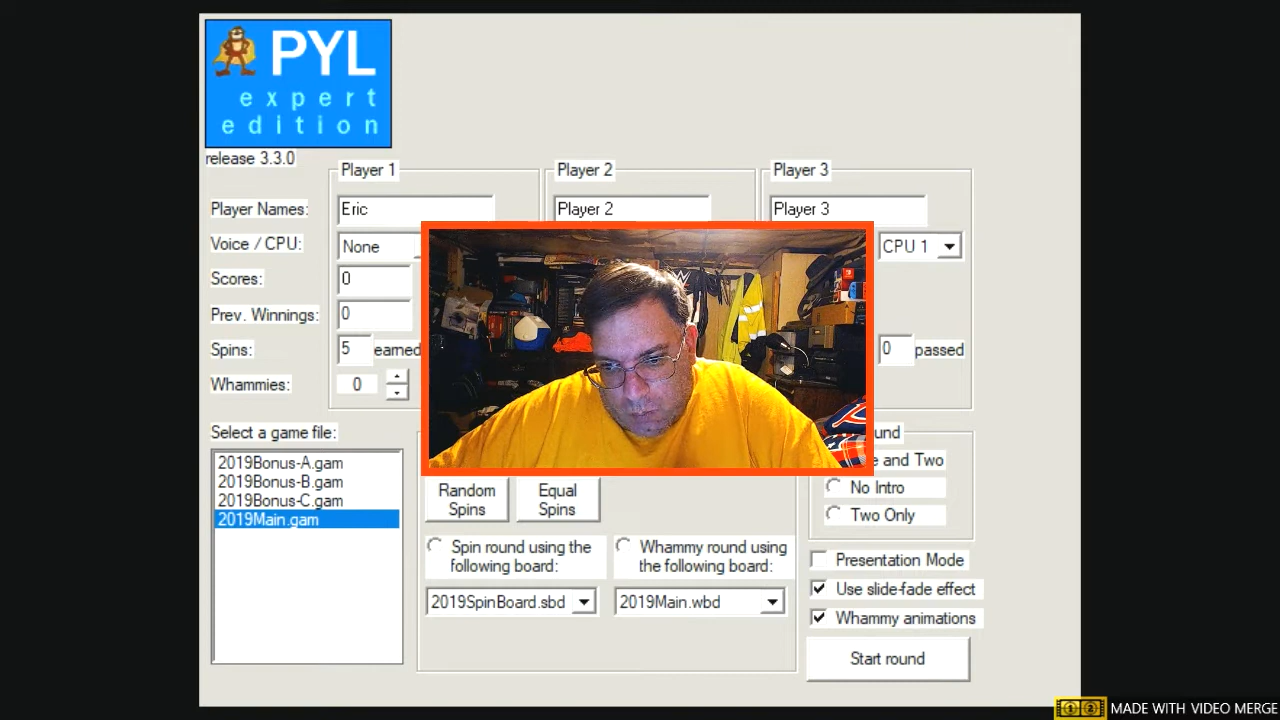 PYL
expert
edition
release 3.3.0
Player 1
Player 2
Player 3
Player Names:
Eric
Player 2
Player 3
Voice / CPU:
None
CPU 1
Scores:
0
Prev. Winnings:
0
Spins:
5 earned
0 passed
Whammies:
0
Select a game file:
2019Bonus-A.gam
2019Bonus-B.gam
2019Bonus-C.gam
2019Main.gam
Random
Spins
Equal
Spins
Spin round using the
following board:
2019SpinBoard.sbd
Whammy round using
the following board:
2019Main.wbd
and Two
No Intro
Two Only
Presentation Mode
Use slide-fade effect
Whammy animations
Start round
MADE WITH VIDEO MERGE